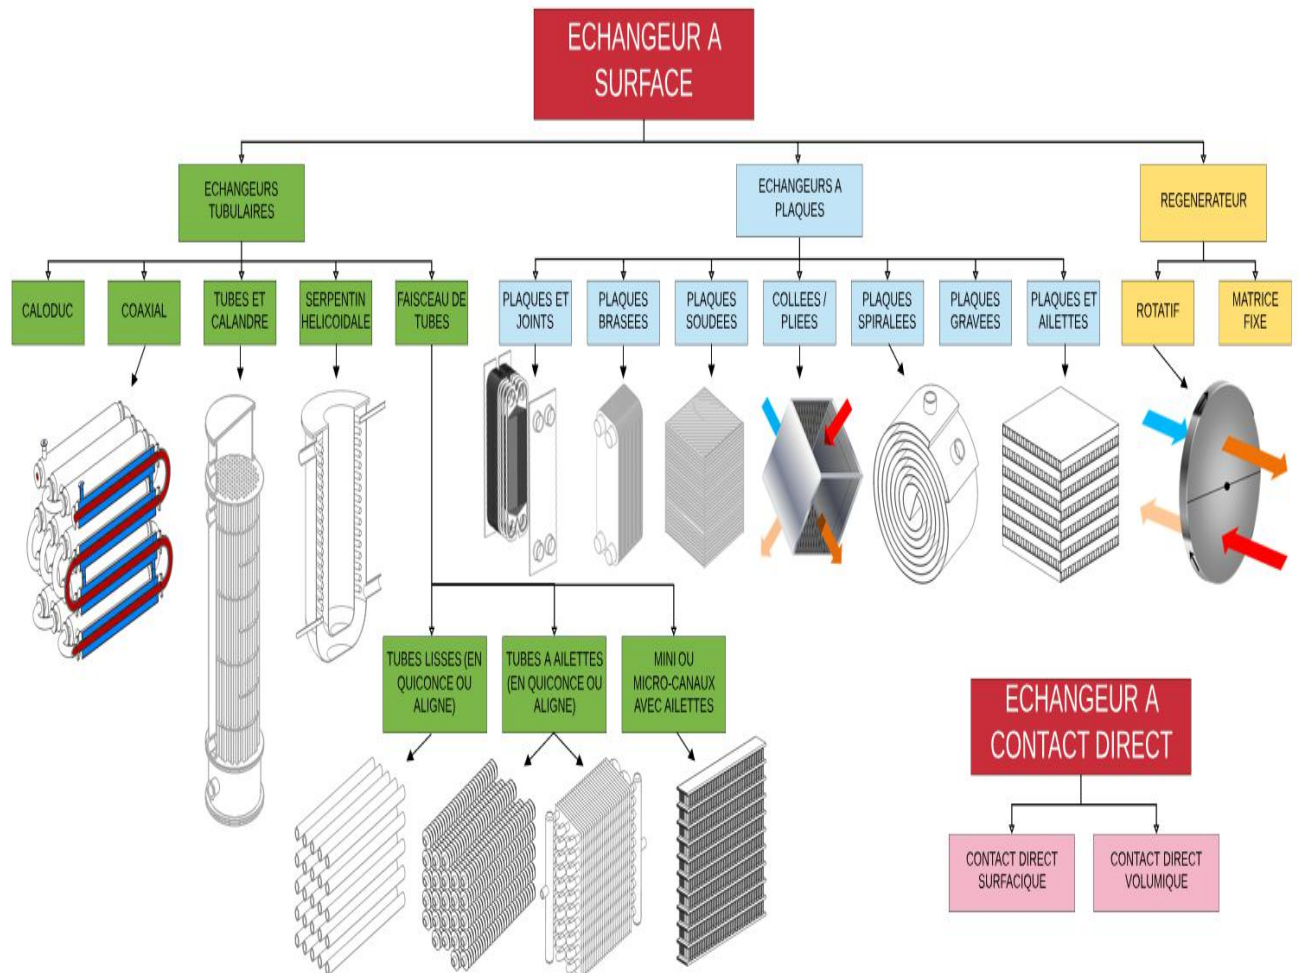 ECHANGEUR A
SURFACE
ECHANGEURS
TUBULAIRES
ECHANGEURS A
PLAQUES
REGENERATEUR
CALODUC
COAXIAL
TUBES ET
CALANDRE
SERPENTIN
HELICOIDALE
FAISCEAU DE
TUBES
PLAQUES ET
JOINTS
PLAQUES
BRASEES
PLAQUES
SOUDEES
COLLEES /
PLIEES
PLAQUES
SPIRALEES
PLAQUES
GRAVEES
PLAQUES ET
AILETTES
ROTATIF
MATRICE
FIXE
TUBES LISSES (EN
QUICONCE OU
ALIGNE)
TUBES A AILETTES
(EN QUICONCE OU
ALIGNE)
MINI OU
MICRO-CANAUX
AVEC AILETTES
ECHANGEUR A
CONTACT DIRECT
CONTACT DIRECT
SURFACIQUE
CONTACT DIRECT
VOLUMIQUE